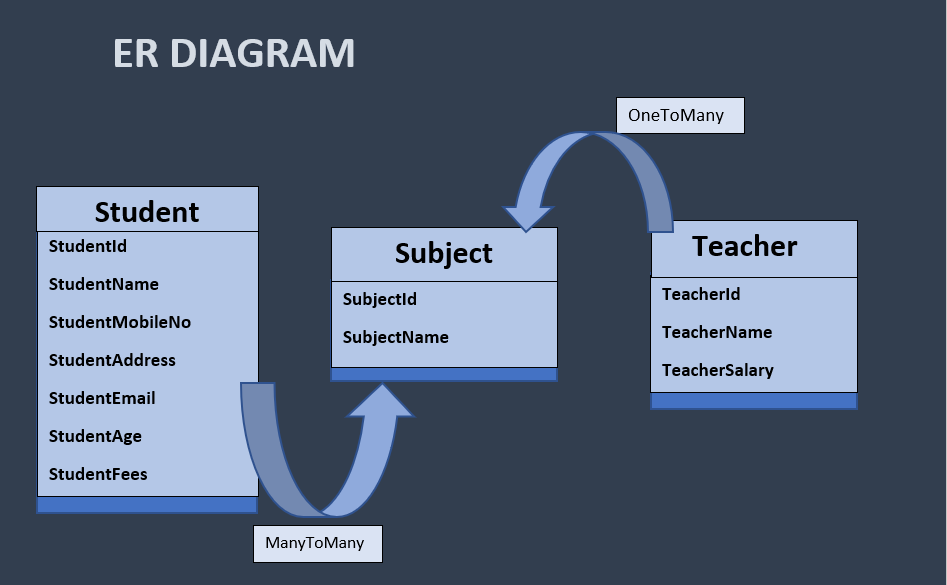 ER DIAGRAM
OneToMany
Student
StudentId
StudentName
StudentMobileNo
StudentAddress
StudentEmail
StudentAge
StudentFees
Subject
SubjectId
SubjectName
Teacher
TeacherId
TeacherName
TeacherSalary
ManyToMany